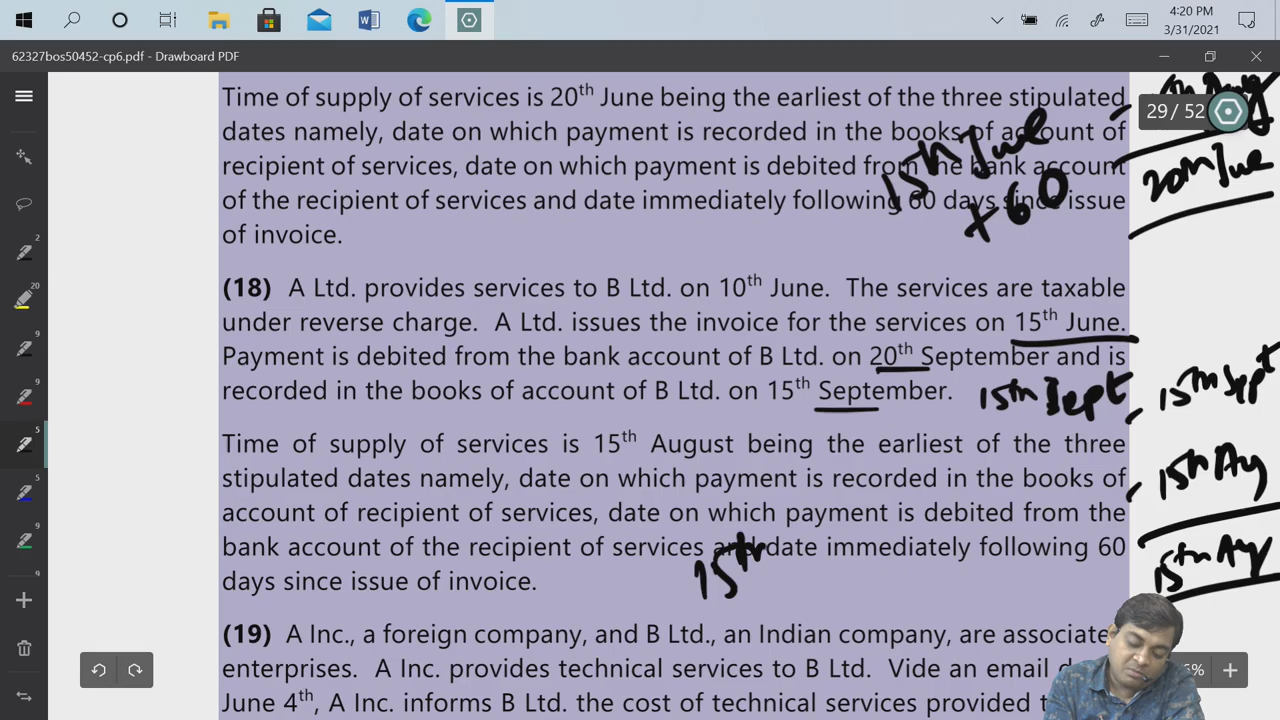 4:20 PM
3/31/2021
62327bos50452-cp6.pdf - Drawboard PDF
Time of supply of services is 20th June being the earliest of the three stipulated
dates namely, date on which payment is recorded in the books of account of
recipient of services, date on which payment is debited from the bank account
of the recipient of services and date immediately following 60 days since issue
of invoice.
29 / 52
20th June
15th June
+60
(18) A Ltd. provides services to B Ltd. on 10th June. The services are taxable
under reverse charge. A Ltd. issues the invoice for the services on 15th June.
Payment is debited from the bank account of B Ltd. on 20th September and is
recorded in the books of account of B Ltd. on 15th September.
15th Sept
- 15th Sept
Time of supply of services is 15th August being the earliest of the three
stipulated dates namely, date on which payment is recorded in the books of
account of recipient of services, date on which payment is debited from the
bank account of the recipient of services and date immediately following 60
days since issue of invoice.
- 15th Aug
15th Aug
15th
(19) A Inc., a foreign company, and B Ltd., an Indian company, are associate
enterprises. A Inc. provides technical services to B Ltd. Vide an email
June 4th, A Inc. informs B Ltd. the cost of technical services provided
2
20
9
9
5
5
9
9